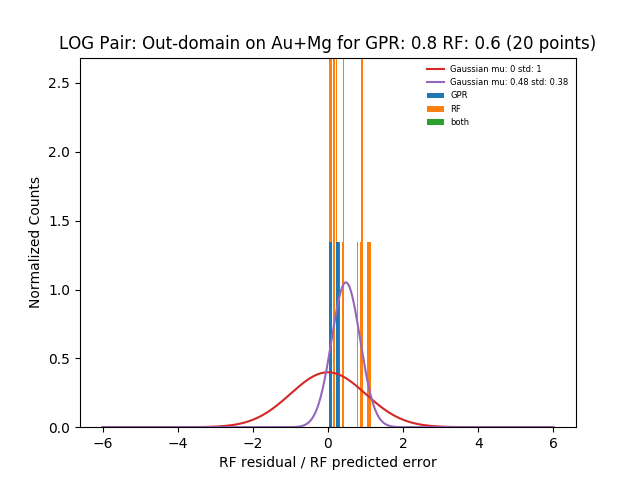 LOG Pair: Out-domain on Au+Mg for GPR: 0.8 RF: 0.6 (20 points)
Gaussian mu: 0 std: 1
Gaussian mu: 0.48 std: 0.38
GPR
RF
both
Normalized Counts
2.5
2.0
1.5
1.0
0.5
0.0
−6 −4 −2 0 2 4 6
RF residual / RF predicted error